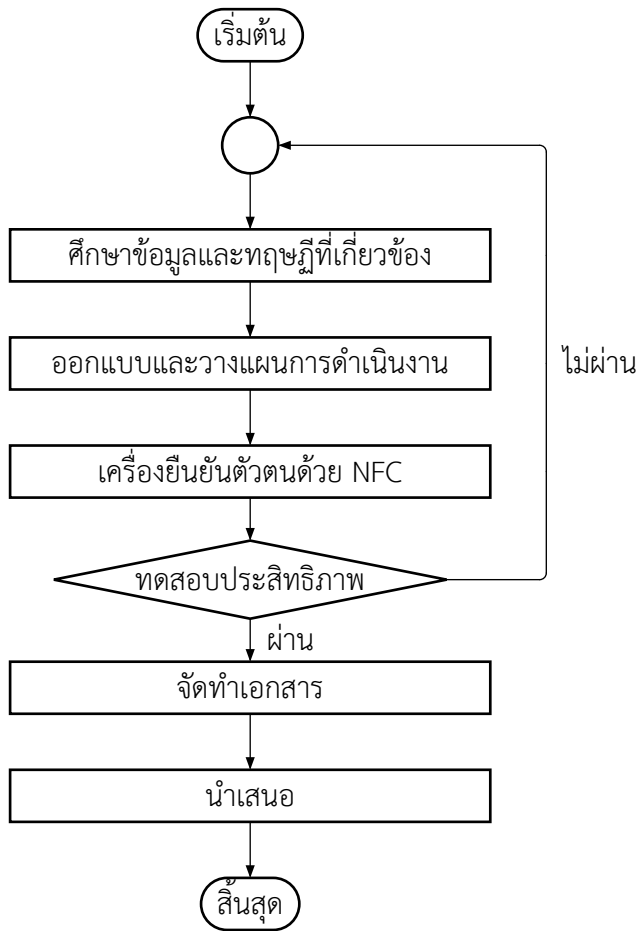 เริ่มต้น
ศึกษาข้อมูลและทฤษฏีที่เกี่ยวข้อง
ออกแบบและวางแผนการดำเนินงาน
ไม่ผ่าน
เครื่องยืนยันตัวตนด้วย NFC
ทดสอบประสิทธิภาพ
ผ่าน
จัดทำเอกสาร
นำเสนอ
สิ้นสุด